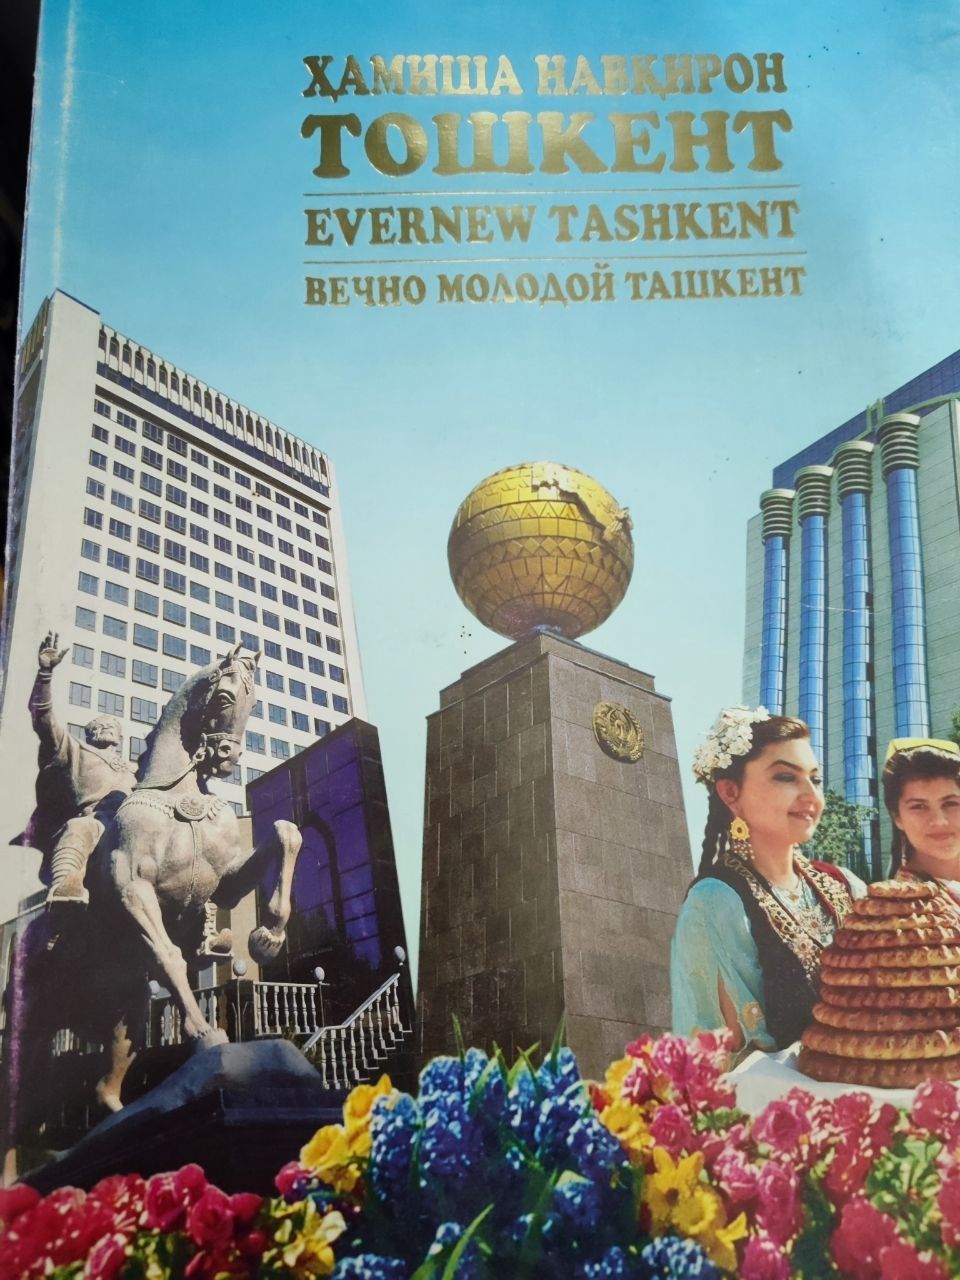 ҲАМИША НАВҚИРОН
ТОШКЕНТ
EVERNEW TASHKENT
ВЕЧНО МОЛОДОЙ ТАШКЕНТ